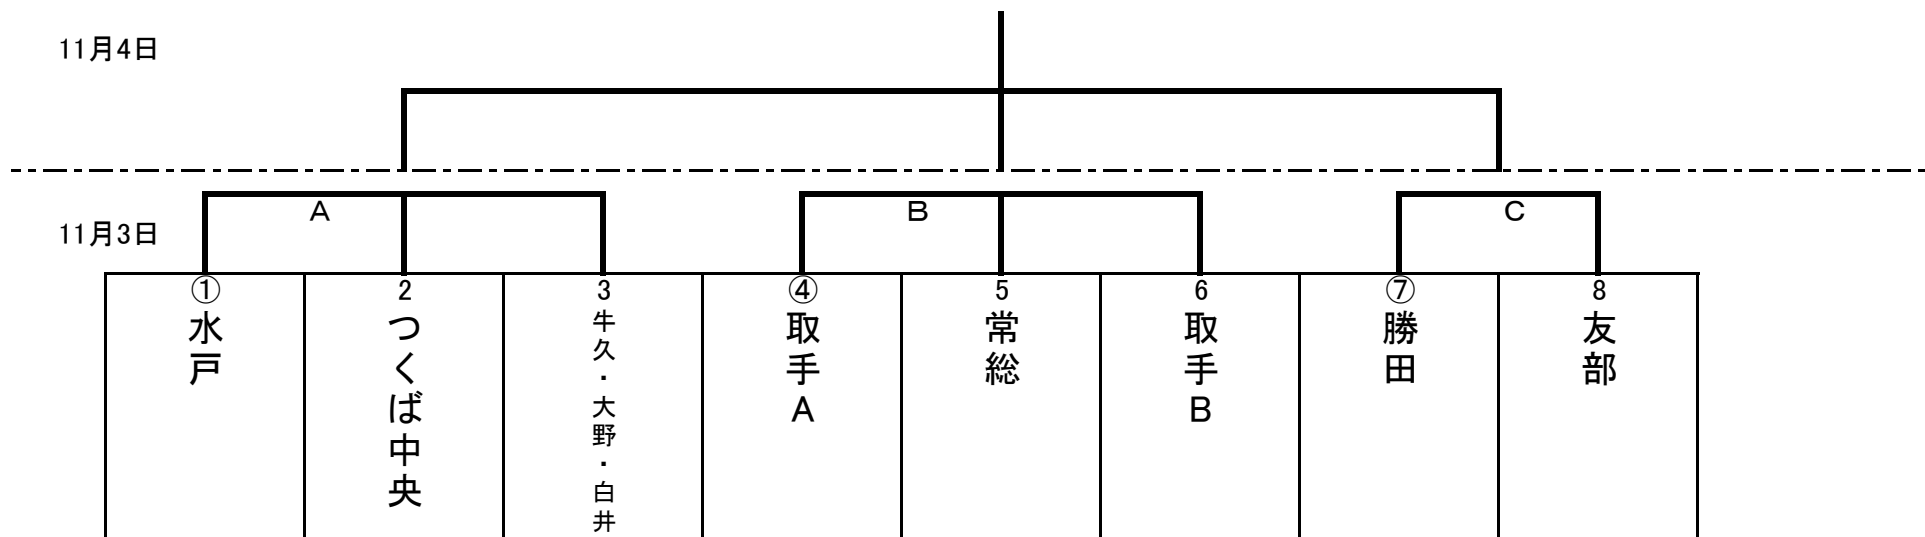 11月4日
A
B
C
11月3日
①
2
3
④
5
6
⑦
8
水戸
つくば中央
牛久・大野・白井
取手A
常総
取手B
勝田
友部